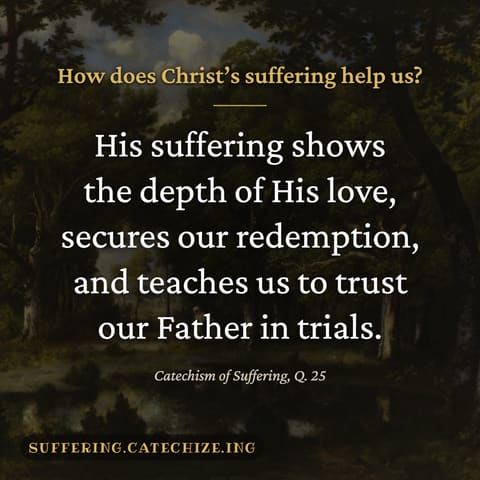 How does Christ’s suffering help us?
His suffering shows
the depth of His love,
secures our redemption,
and teaches us to trust
our Father in trials.
Catechism of Suffering, Q. 25
SUFFERING.CATECHIZE.ING